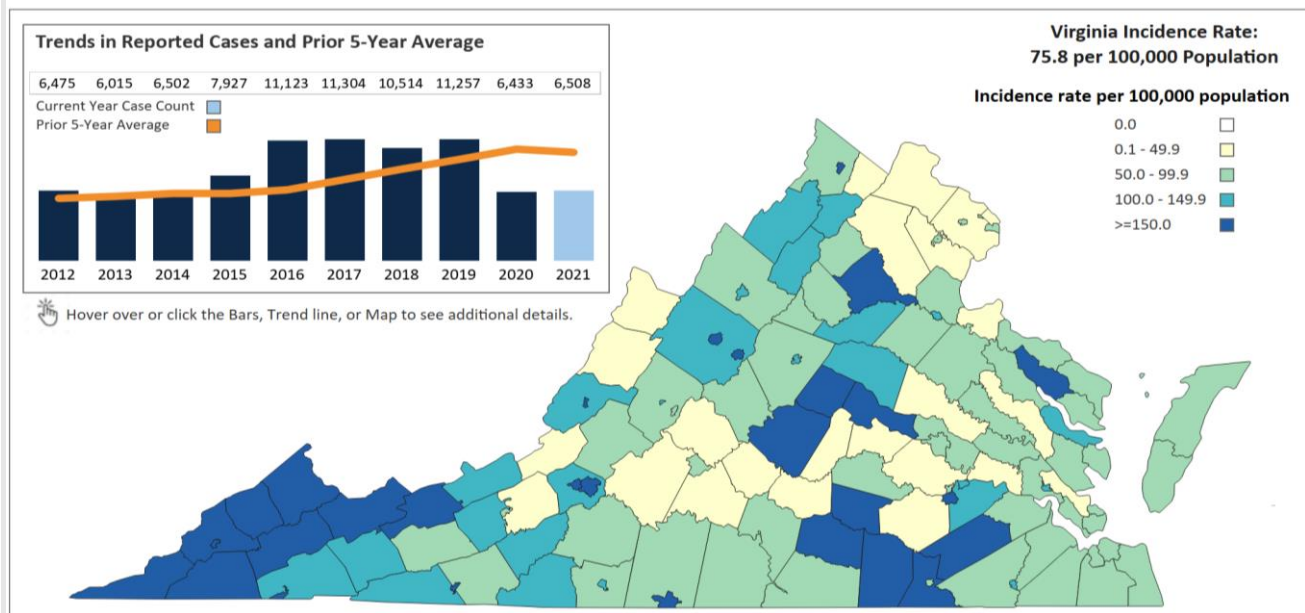 Trends in Reported Cases and Prior 5-Year Average
6,475 6,015 6,502 7,927 11,123 11,304 10,514 11,257 6,433 6,508
Current Year Case Count
Prior 5-Year Average
2012 2013 2014 2015 2016 2017 2018 2019 2020 2021
Hover over or click the Bars, Trend line, or Map to see additional details.
Virginia Incidence Rate:
75.8 per 100,000 Population
Incidence rate per 100,000 population
0.0
0.1 - 49.9
50.0 - 99.9
100.0 - 149.9
>=150.0